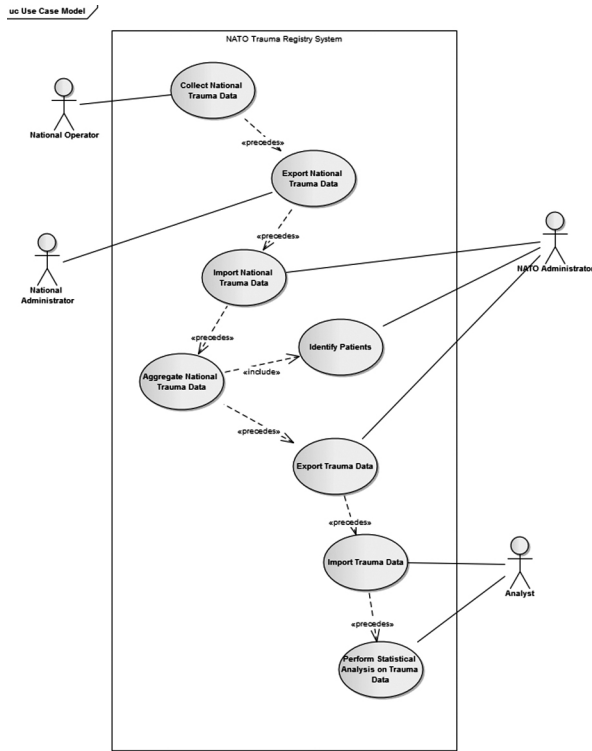 uc Use Case Model
NATO Trauma Registry System
Collect National
Trauma Data
National Operator
«precedes»
Export National
Trauma Data
«precedes»
National
Administrator
Import National
Trauma Data
NATO Administrator
«precedes»
Identify Patients
Aggregate National
Trauma Data
«include»
«precedes»
Export Trauma Data
«precedes»
Import Trauma Data
Analyst
«precedes»
Perform Statistical
Analysis on Trauma
Data